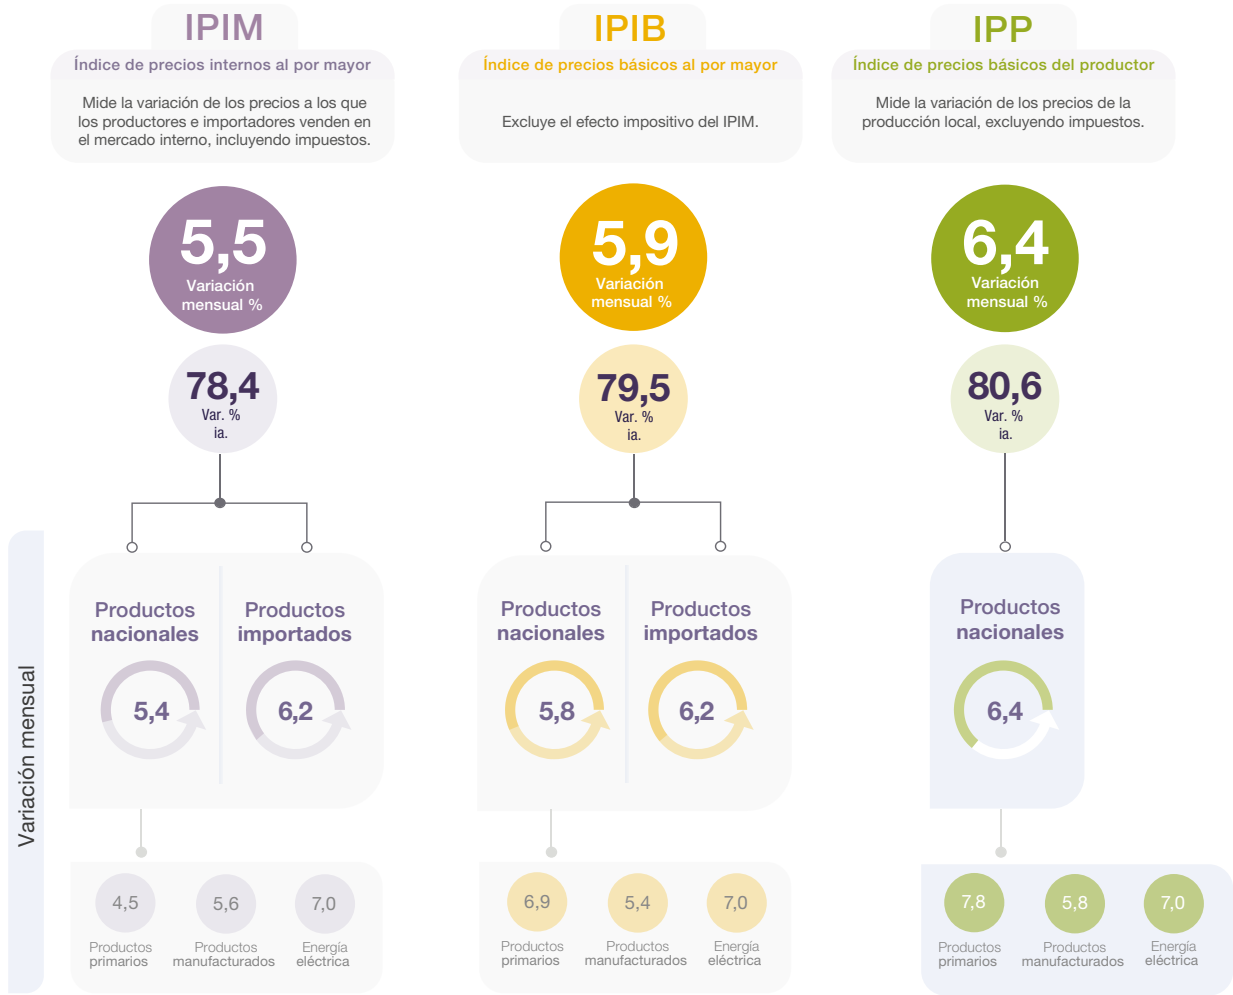 IPIM
Índice de precios internos al por mayor
Mide la variación de los precios a los que
los productores e importadores venden en
el mercado interno, incluyendo impuestos.
5,5
Variación
mensual %
78,4
Var. %
ia.
IPIB
Índice de precios básicos al por mayor
Excluye el efecto impositivo del IPIM.
5,9
Variación
mensual %
79,5
Var. %
ia.
IPP
Índice de precios básicos del productor
Mide la variación de los precios de la
producción local, excluyendo impuestos.
6,4
Variación
mensual %
80,6
Var. %
ia.
Variación mensual
Productos
nacionales
5,4
Productos
importados
6,2
4,5
Productos
primarios
5,6
Productos
manufacturados
7,0
Energía
eléctrica
Productos
nacionales
5,8
Productos
importados
6,2
6,9
Productos
primarios
5,4
Productos
manufacturados
7,0
Energía
eléctrica
Productos
nacionales
6,4
7,8
Productos
primarios
5,8
Productos
manufacturados
7,0
Energía
eléctrica